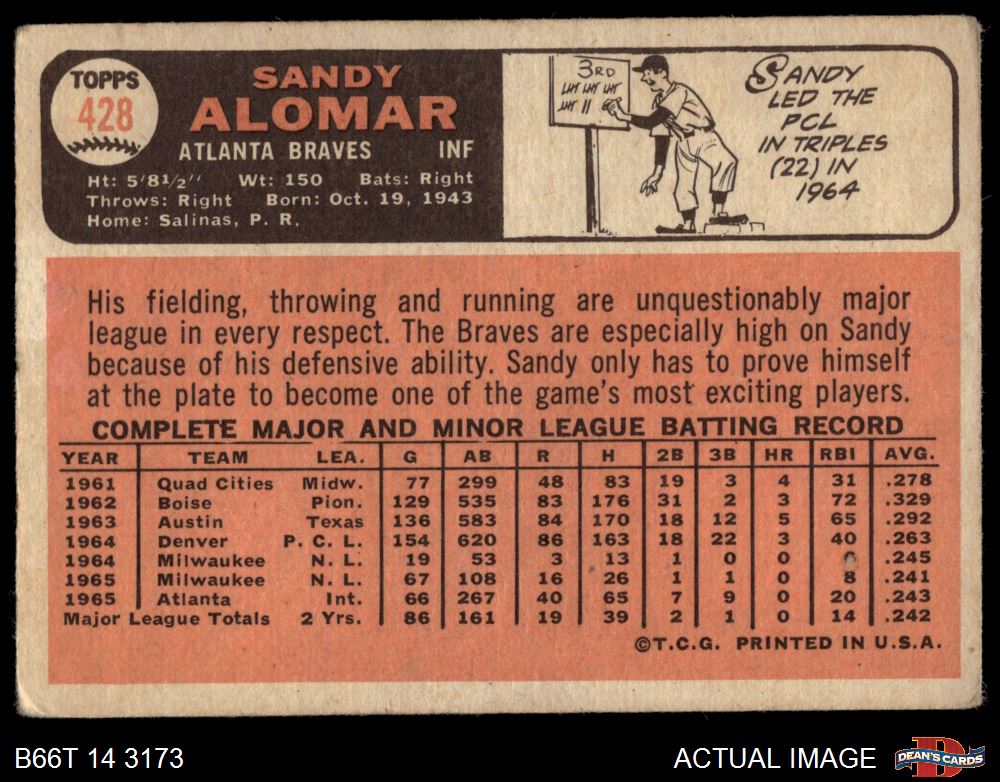 TOPPS
428
SANDY
ALOMAR
ATLANTA BRAVES INF
Ht: 5'8½" Wt: 150 Bats: Right
Throws: Right Born: Oct. 19, 1943
Home: Salinas, P. R.
3RD
SANDY
LED THE
PCL
IN TRIPLES
(22) IN
1964
His fielding, throwing and running are unquestionably major
league in every respect. The Braves are especially high on Sandy
because of his defensive ability. Sandy only has to prove himself
at the plate to become one of the game's most exciting players.
COMPLETE MAJOR AND MINOR LEAGUE BATTING RECORD
YEAR TEAM LEA. G AB R H 2B 3B HR RBI AVG.
1961 Quad Cities Midw. 77 299 48 83 19 3 4 31 .278
1962 Boise Pion. 129 535 83 176 31 2 3 72 .329
1963 Austin Texas 136 583 84 170 18 12 5 65 .292
1964 Denver P. C. L. 154 620 86 163 18 22 3 40 .263
1964 Milwaukee N. L. 19 53 3 13 1 0 0 .245
1965 Milwaukee N. L. 67 108 16 26 1 1 0 8 .241
1965 Atlanta Int. 66 267 40 65 7 9 0 20 .243
Major League Totals 2 Yrs. 86 161 19 39 2 1 0 14 .242
©T.C.G. PRINTED IN U.S.A.
B66T 14 3173
ACTUAL IMAGE
D
DEAN'S CARDS